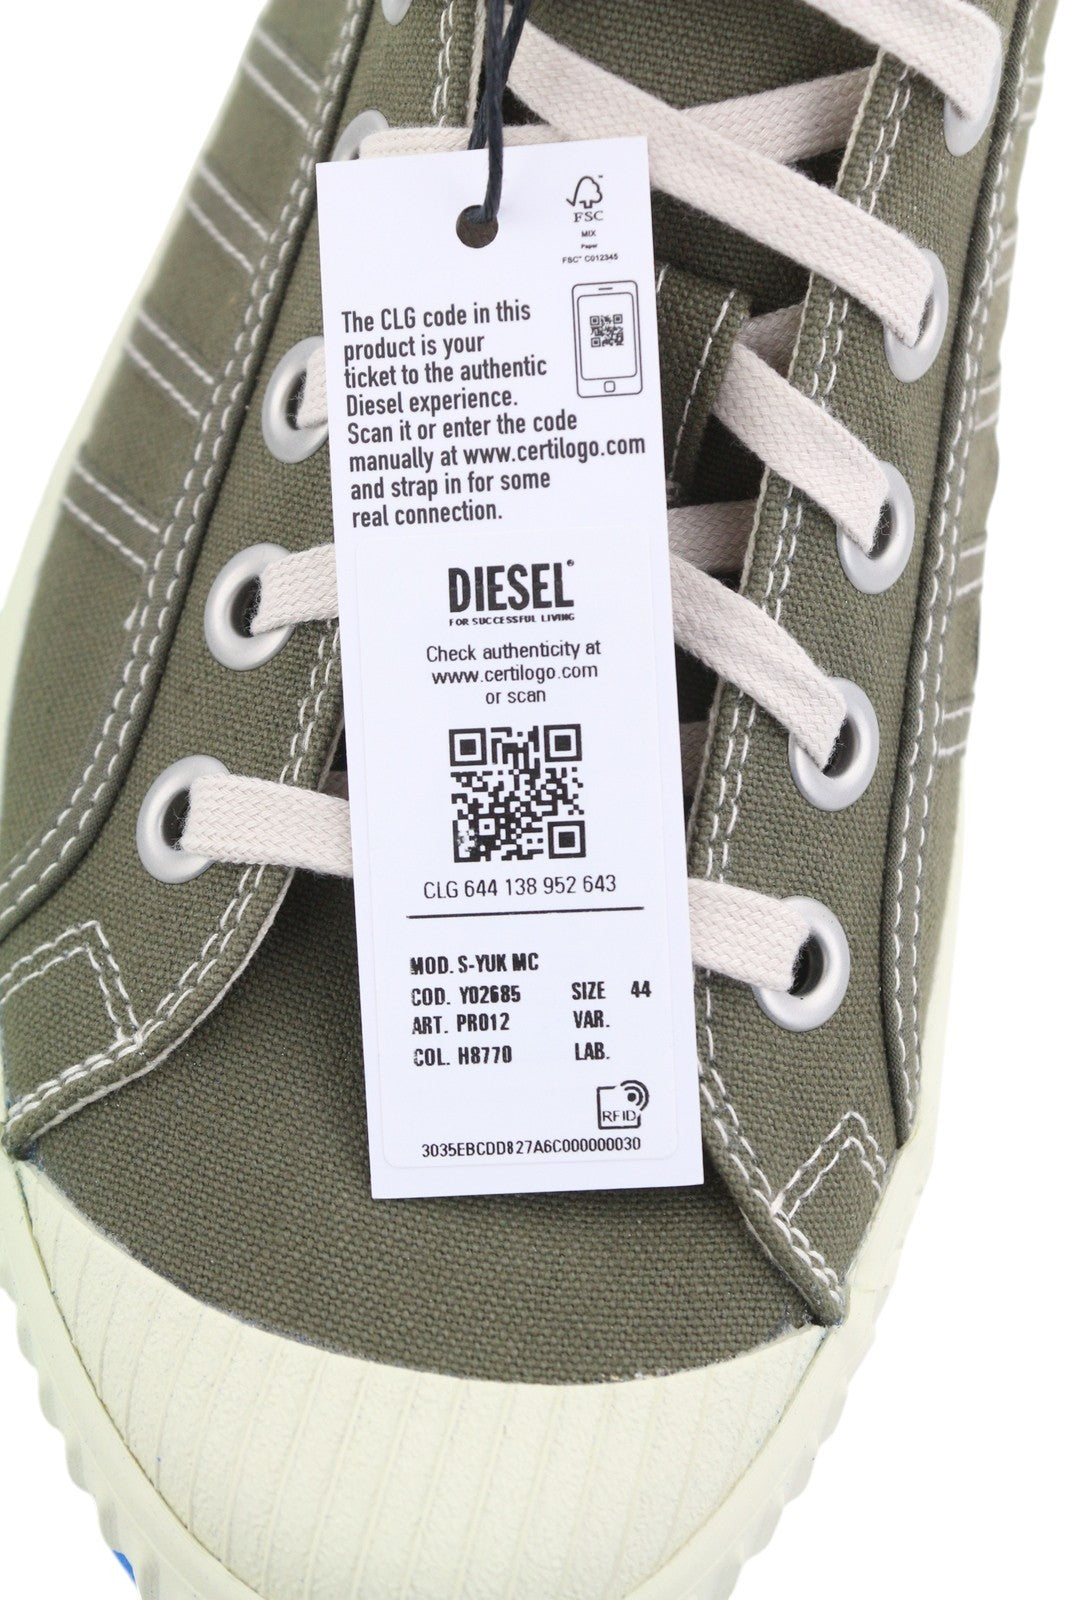 FSC
MIX
Paper
FSC™ C012345
The CLG code in this
product is your
ticket to the authentic
Diesel experience.
Scan it or enter the code
manually at www.certilogo.com
and strap in for some
real connection.
DIESEL®
FOR SUCCESSFUL LIVING
Check authenticity at
www.certilogo.com
or scan
CLG 644 138 952 643
MOD. S-YUK MC
COD. Y02685 SIZE 44
ART. PR012 VAR.
COL. H8770 LAB.
RFID
3035EBCDD827A6C000000030